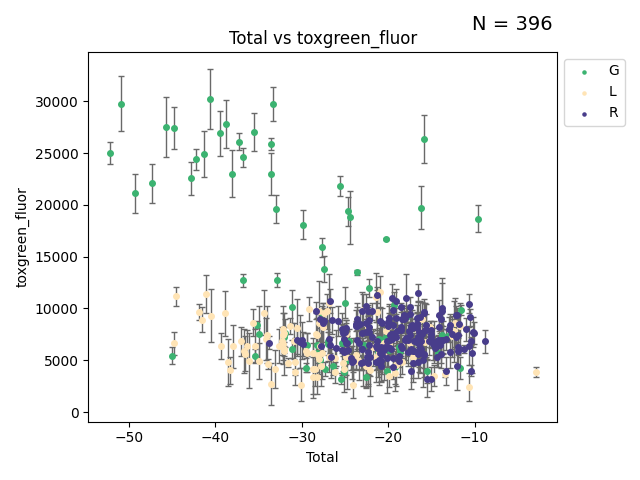 N = 396
Total vs toxgreen_fluor
G
L
R
toxgreen_fluor
30000
25000
20000
15000
10000
5000
0
−50 −40 −30 −20 −10
Total